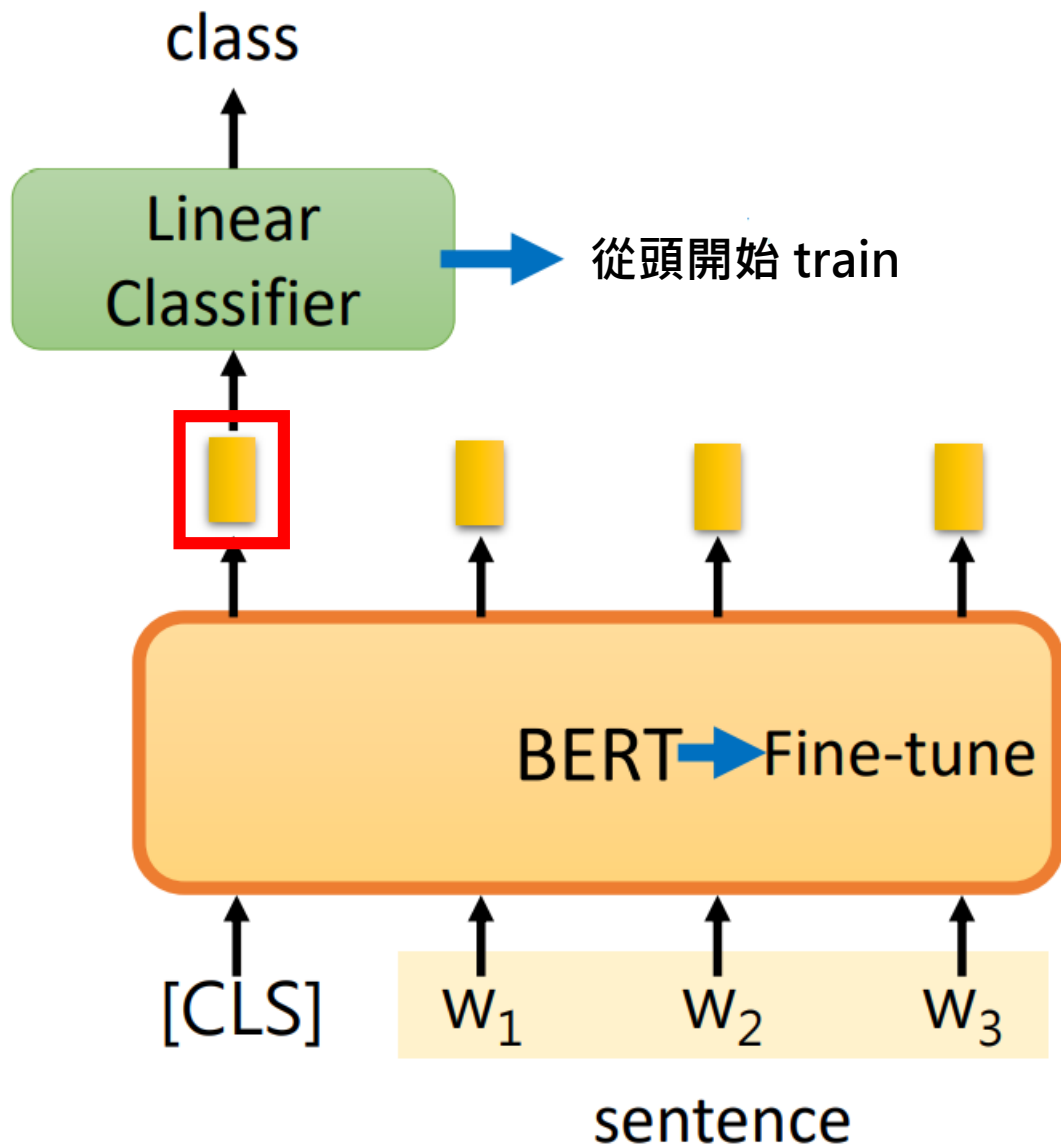 class
Linear
Classifier
從頭開始 train
BERT Fine-tune
[CLS] w₁ w₂ w₃
sentence